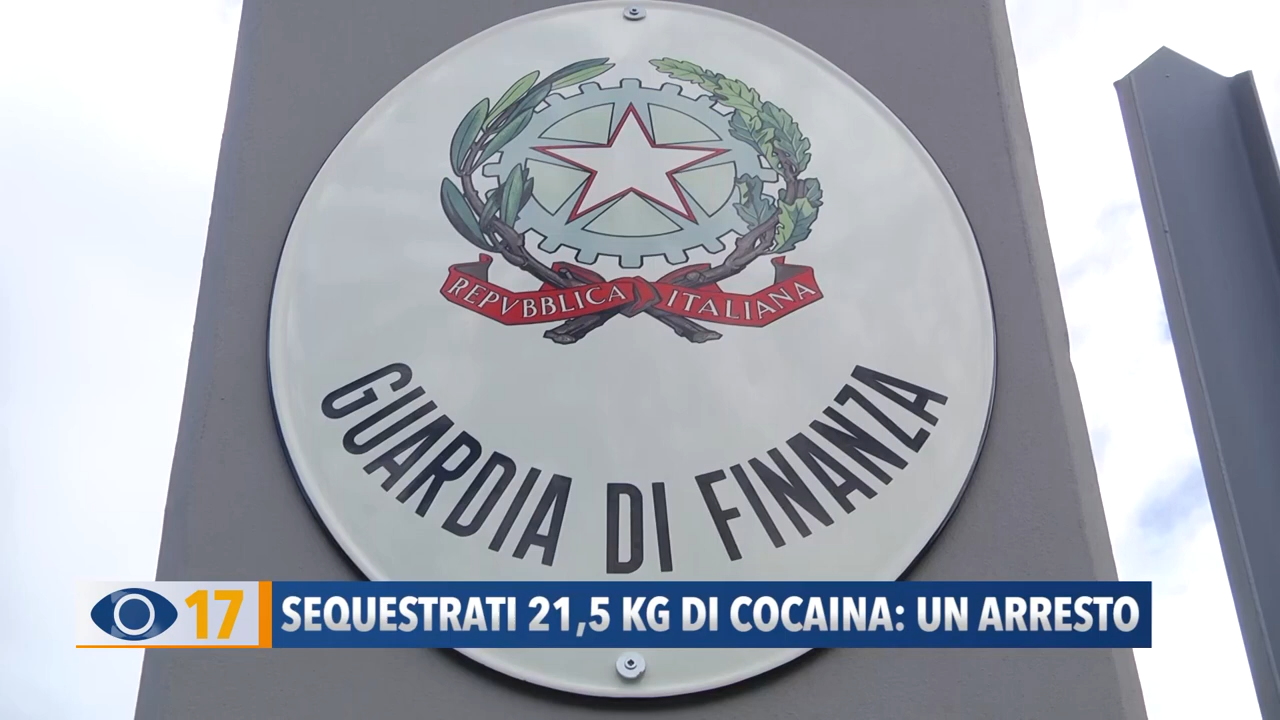 REPVBBLICA ITALIANA
GUARDIA DI FINANZA
17 SEQUESTRATI 21,5 KG DI COCAINA: UN ARRESTO